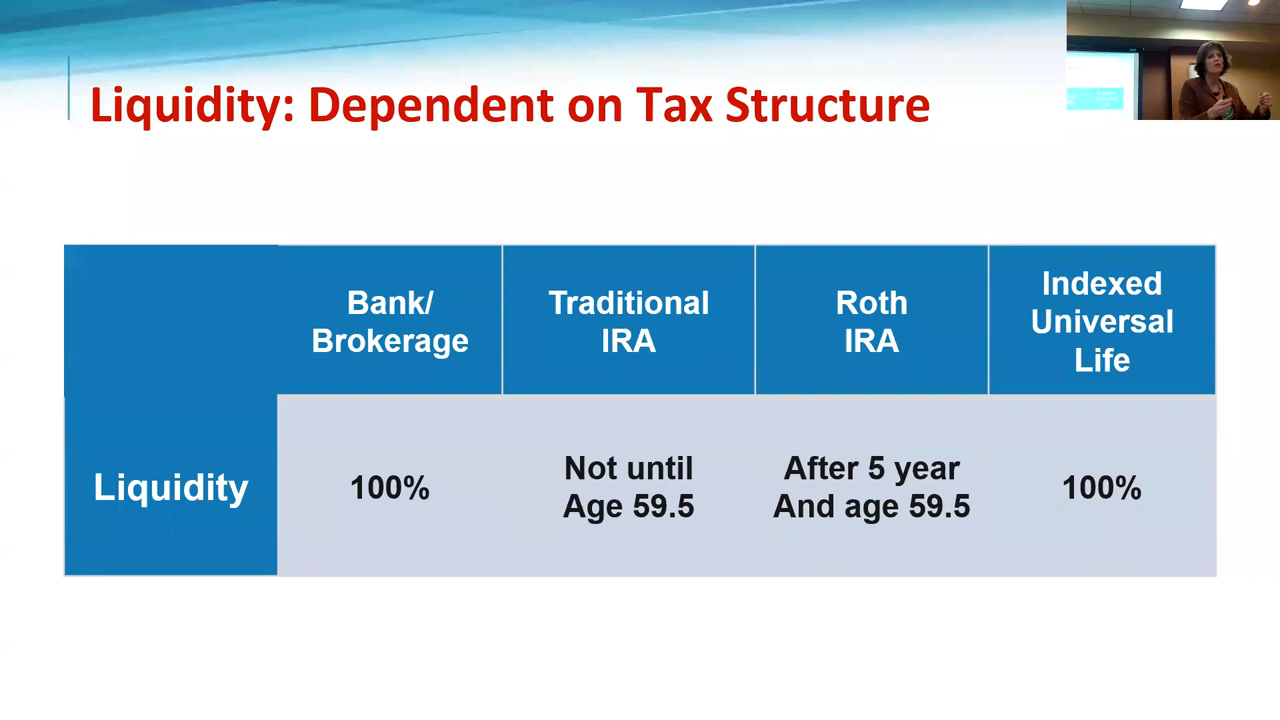 Liquidity: Dependent on Tax Structure
Bank/
Brokerage
Traditional
IRA
Roth
IRA
Indexed
Universal
Life
Liquidity
100%
Not until
Age 59.5
After 5 year
And age 59.5
100%